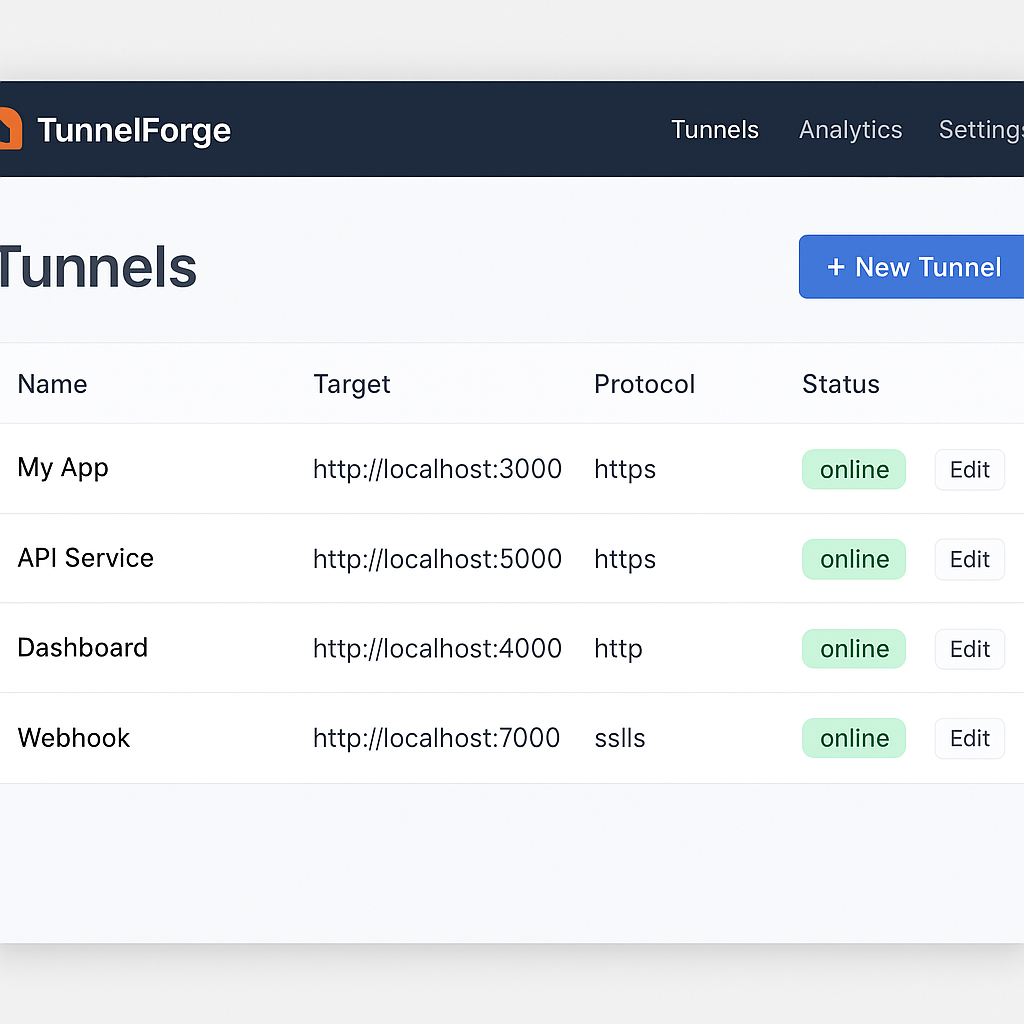 TunnelForge Tunnels Analytics Settings
Tunnels + New Tunnel
Name Target Protocol Status
My App http://localhost:3000 https online Edit
API Service http://localhost:5000 https online Edit
Dashboard http://localhost:4000 http online Edit
Webhook http://localhost:7000 sslls online Edit